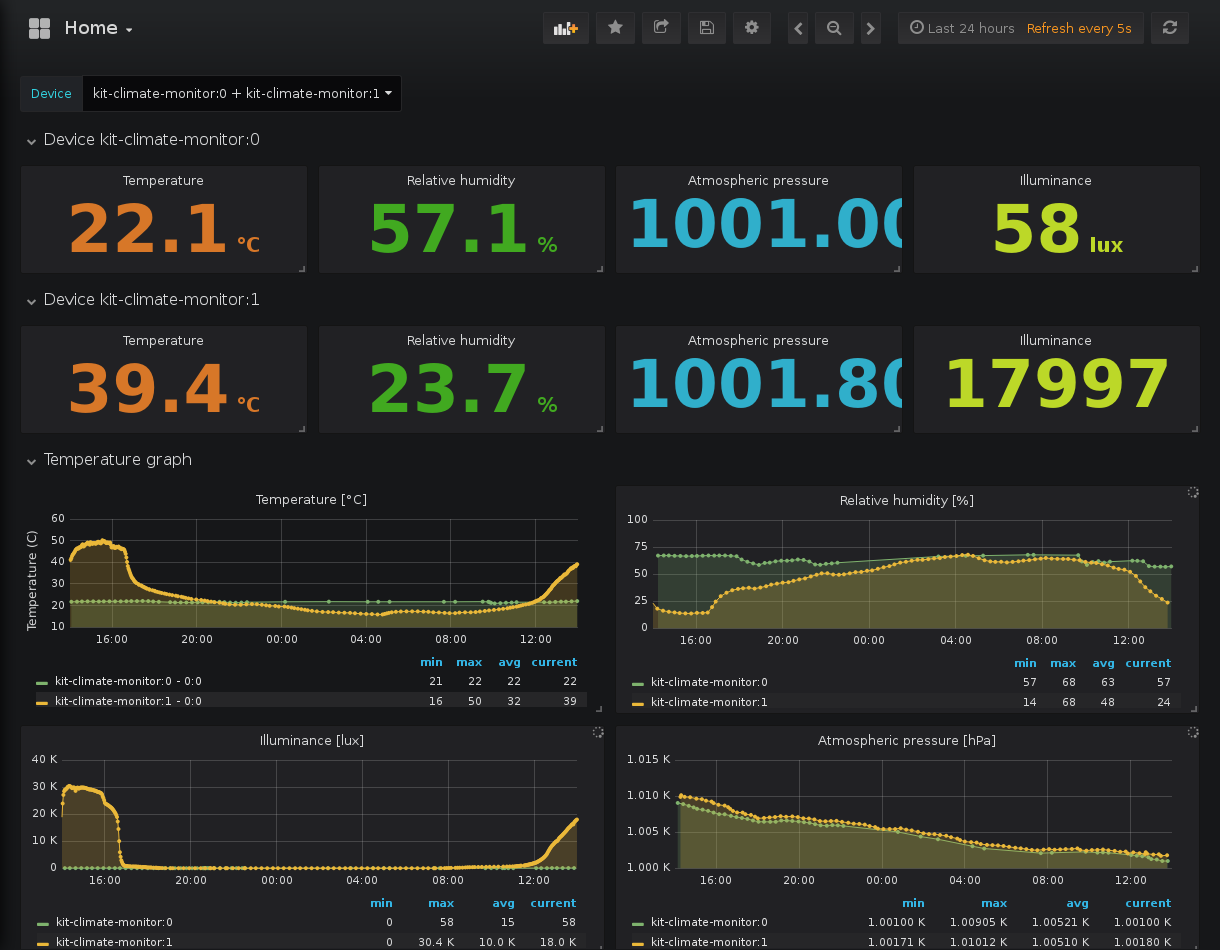 Home
Last 24 hours Refresh every 5s
Device kit-climate-monitor:0 + kit-climate-monitor:1
Device kit-climate-monitor:0
Temperature Relative humidity Atmospheric pressure Illuminance
22.1 °C 57.1 % 1001.00 58 lux
Device kit-climate-monitor:1
Temperature Relative humidity Atmospheric pressure Illuminance
39.4 °C 23.7 % 1001.80 17997
Temperature graph
Temperature [°C]
Temperature (C)
60
50
40
30
20
10
16:00 20:00 00:00 04:00 08:00 12:00
min max avg current
kit-climate-monitor:0 - 0:0 21 22 22 22
kit-climate-monitor:1 - 0:0 16 50 32 39
Relative humidity [%]
100
75
50
25
0
16:00 20:00 00:00 04:00 08:00 12:00
min max avg current
kit-climate-monitor:0 57 68 63 57
kit-climate-monitor:1 14 68 48 24
Illuminance [lux]
40 K
30 K
20 K
10 K
0
16:00 20:00 00:00 04:00 08:00 12:00
min max avg current
kit-climate-monitor:0 0 58 15 58
kit-climate-monitor:1 0 30.4 K 10.0 K 18.0 K
Atmospheric pressure [hPa]
1.015 K
1.010 K
1.005 K
1.000 K
16:00 20:00 00:00 04:00 08:00 12:00
min max avg current
kit-climate-monitor:0 1.00100 K 1.00905 K 1.00521 K 1.00100 K
kit-climate-monitor:1 1.00171 K 1.01012 K 1.00510 K 1.00180 K